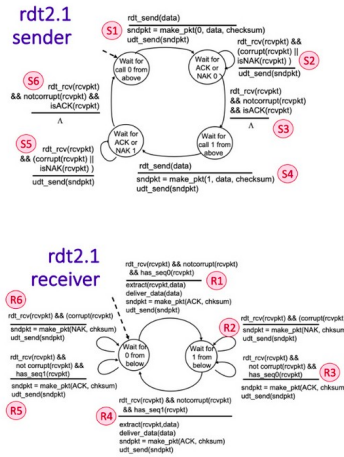 rdt2.1
sender
S1
rdt_send(data)
sndpkt = make_pkt(0, data, checksum)
udt_send(sndpkt)
Wait for
call 0 from
above
Wait for
ACK or
NAK 0
rdt_rcv(rcvpkt) &&
(corrupt(rcvpkt) ||
isNAK(rcvpkt) )
S2
udt_send(sndpkt)
S6
rdt_rcv(rcvpkt)
&& notcorrupt(rcvpkt) &&
isACK(rcvpkt)
Λ
rdt_rcv(rcvpkt)
&& notcorrupt(rcvpkt)
&& isACK(rcvpkt)
Λ
S3
S5
rdt_rcv(rcvpkt)
&& (corrupt(rcvpkt) ||
isNAK(rcvpkt) )
udt_send(sndpkt)
Wait for
ACK or
NAK 1
Wait for
call 1 from
above
rdt_send(data)
sndpkt = make_pkt(1, data, checksum)
udt_send(sndpkt)
S4
rdt2.1
receiver
rdt_rcv(rcvpkt) && notcorrupt(rcvpkt)
&& has_seq0(rcvpkt)
R1
extract(rcvpkt,data)
deliver_data(data)
sndpkt = make_pkt(ACK, chksum)
udt_send(sndpkt)
R6
rdt_rcv(rcvpkt) && (corrupt(rcvpkt)
sndpkt = make_pkt(NAK, chksum)
udt_send(sndpkt)
rdt_rcv(rcvpkt) &&
not corrupt(rcvpkt) &&
has_seq1(rcvpkt)
sndpkt = make_pkt(ACK, chksum)
udt_send(sndpkt)
R5
Wait for
0 from
below
Wait for
1 from
below
R2
rdt_rcv(rcvpkt) && (corrupt(rcvpkt)
sndpkt = make_pkt(NAK, chksum)
udt_send(sndpkt)
rdt_rcv(rcvpkt) &&
not corrupt(rcvpkt) &&
has_seq0(rcvpkt)
R3
sndpkt = make_pkt(ACK, chksum)
udt_send(sndpkt)
R4
rdt_rcv(rcvpkt) && notcorrupt(rcvpkt)
&& has_seq1(rcvpkt)
extract(rcvpkt,data)
deliver_data(data)
sndpkt = make_pkt(ACK, chksum)
udt_send(sndpkt)